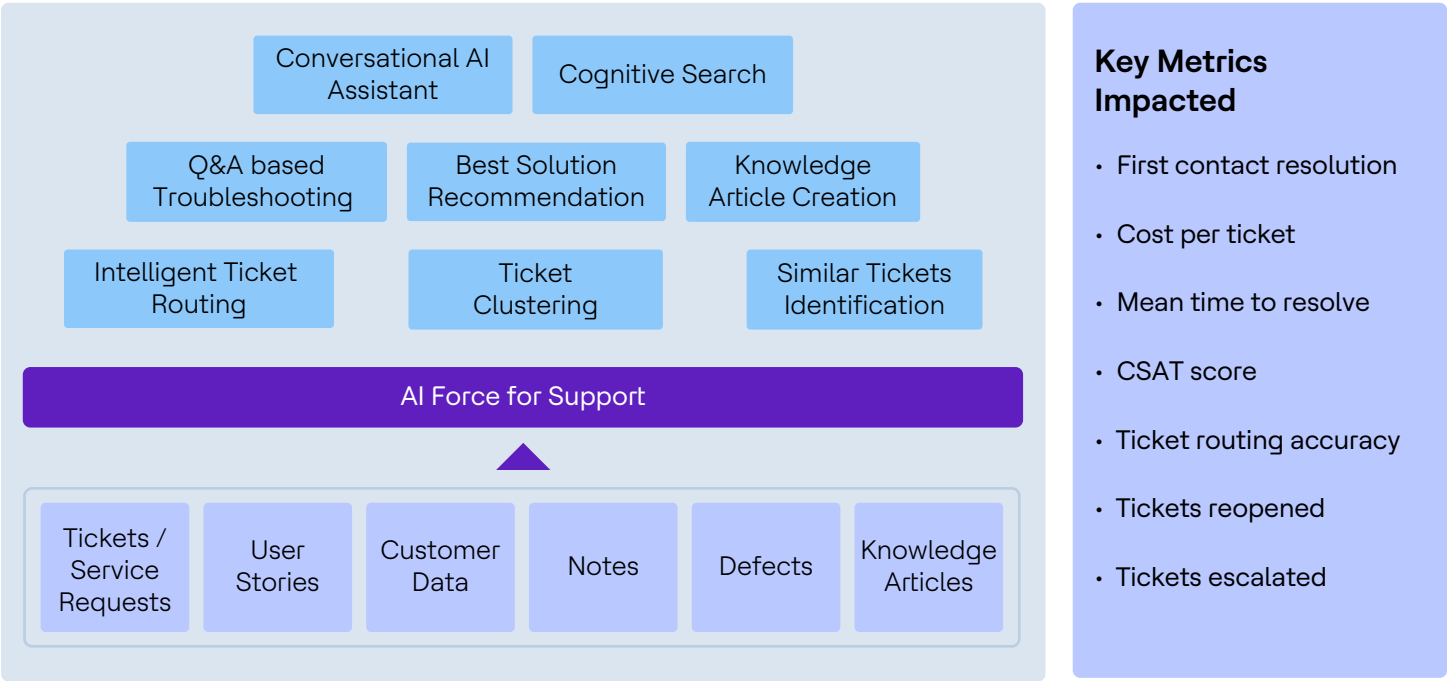 Conversational AI
Assistant
Cognitive Search
Q&A based
Troubleshooting
Best Solution
Recommendation
Knowledge
Article Creation
Intelligent Ticket
Routing
Ticket
Clustering
Similar Tickets
Identification
AI Force for Support
Tickets /
Service
Requests
User
Stories
Customer
Data
Notes
Defects
Knowledge
Articles
Key Metrics
Impacted
• First contact resolution
• Cost per ticket
• Mean time to resolve
• CSAT score
• Ticket routing accuracy
• Tickets reopened
• Tickets escalated